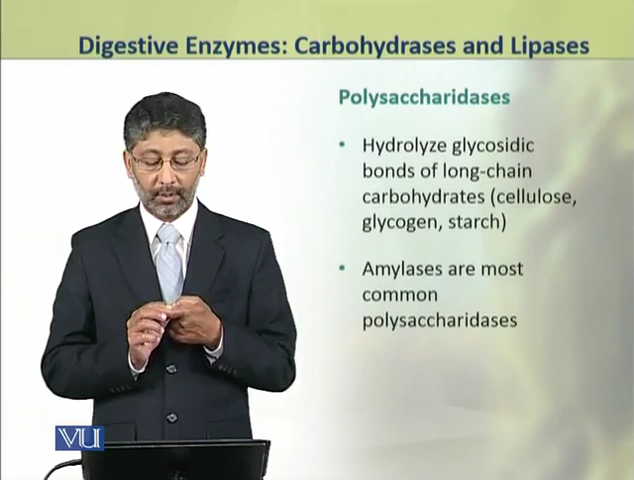 Digestive Enzymes: Carbohydrases and Lipases
Polysaccharidases
• Hydrolyze glycosidic
bonds of long-chain
carbohydrates (cellulose,
glycogen, starch)
• Amylases are most
common
polysaccharidases
VU